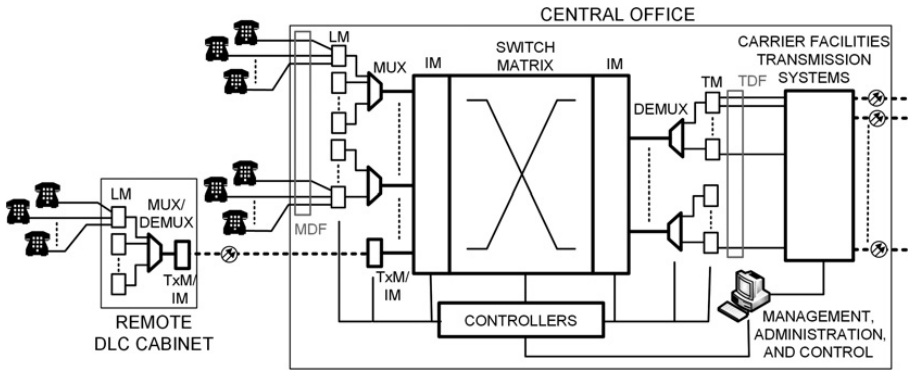 CENTRAL OFFICE
LM
MUX
IM
SWITCH
MATRIX
IM
CARRIER FACILITIES
TRANSMISSION
SYSTEMS
TM
TDF
DEMUX
LM
MUX/
DEMUX
MDF
TxM/
IM
TxM/
IM
REMOTE
DLC CABINET
CONTROLLERS
MANAGEMENT,
ADMINISTRATION,
AND CONTROL